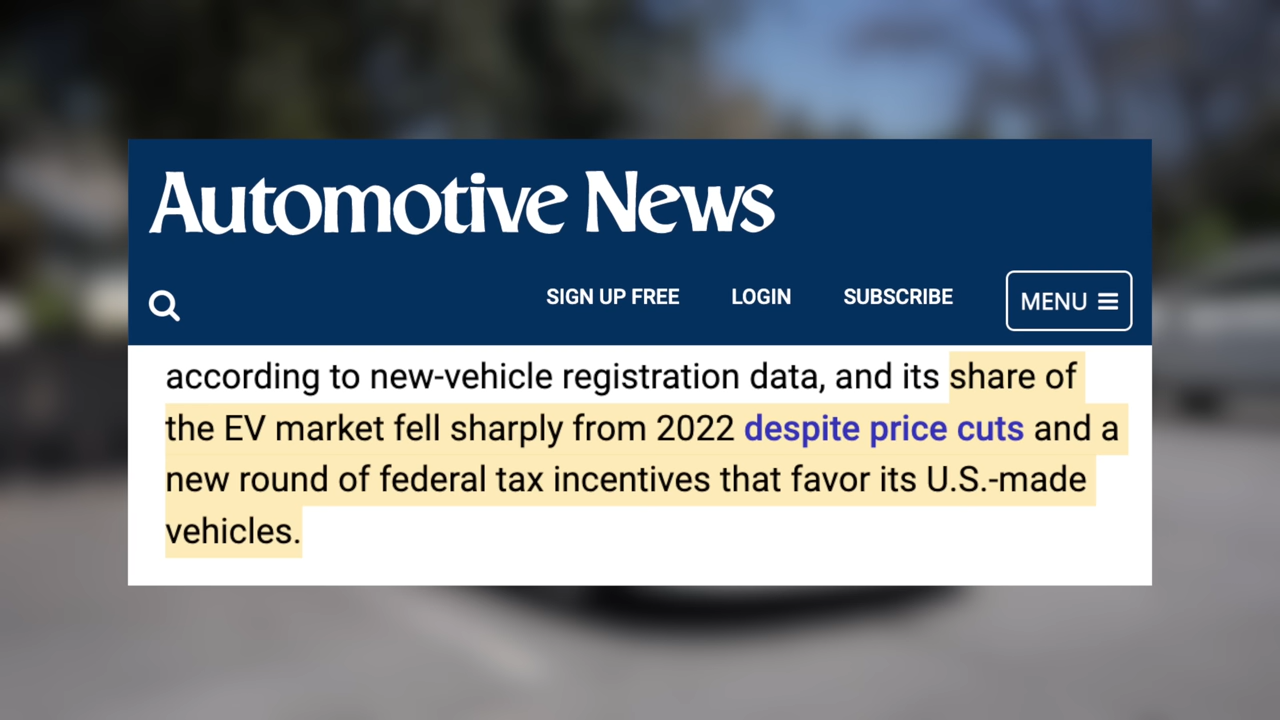 Automotive News
SIGN UP FREE LOGIN SUBSCRIBE MENU
according to new-vehicle registration data, and its share of
the EV market fell sharply from 2022 despite price cuts and a
new round of federal tax incentives that favor its U.S.-made
vehicles.